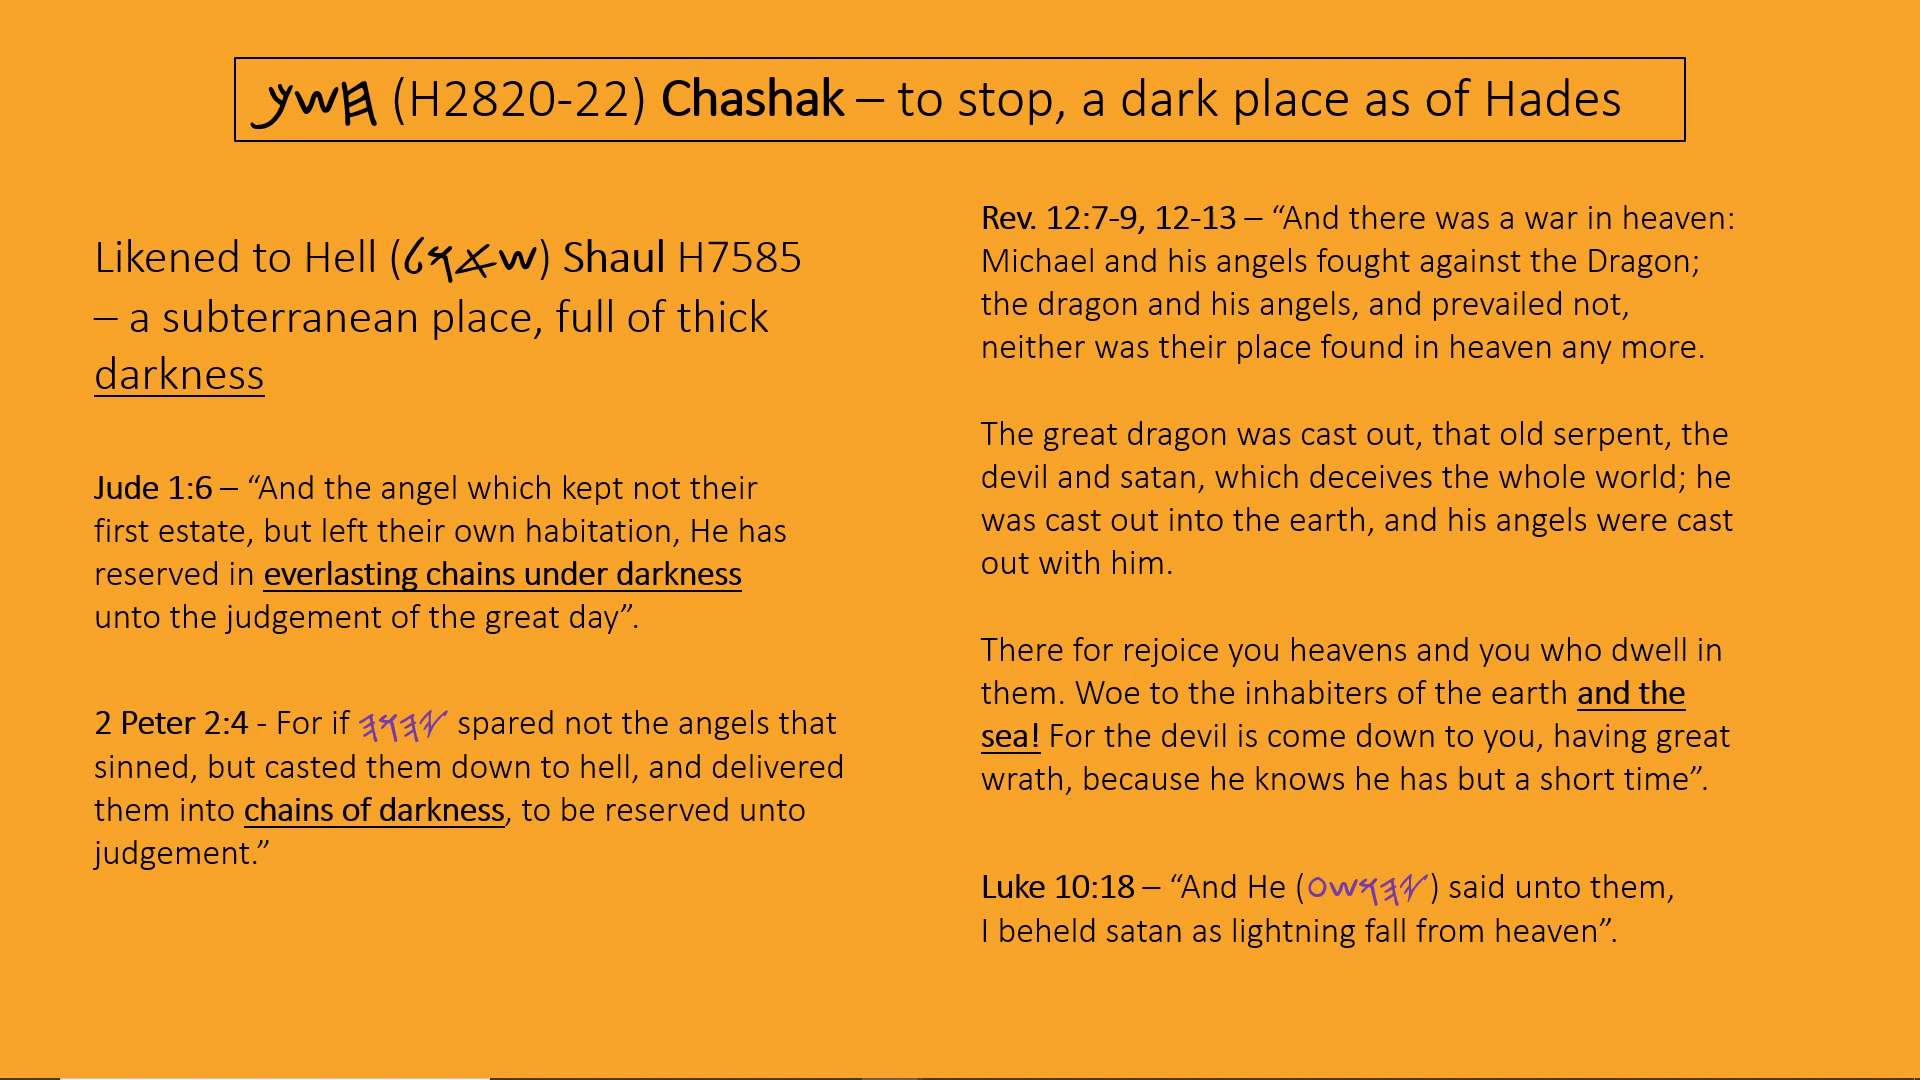 𐤇𐤔𐤊 (H2820-22) Chashak – to stop, a dark place as of Hades
Likened to Hell (𐤔𐤀𐤅𐤋) Shaul H7585
– a subterranean place, full of thick
darkness
Jude 1:6 – “And the angel which kept not their
first estate, but left their own habitation, He has
reserved in everlasting chains under darkness
unto the judgement of the great day”.
2 Peter 2:4 - For if 𐤉𐤄𐤅𐤄 spared not the angels that
sinned, but casted them down to hell, and delivered
them into chains of darkness, to be reserved unto
judgement.”
Rev. 12:7-9, 12-13 – “And there was a war in heaven:
Michael and his angels fought against the Dragon;
the dragon and his angels, and prevailed not,
neither was their place found in heaven any more.
The great dragon was cast out, that old serpent, the
devil and satan, which deceives the whole world; he
was cast out into the earth, and his angels were cast
out with him.
There for rejoice you heavens and you who dwell in
them. Woe to the inhabiters of the earth and the
sea! For the devil is come down to you, having great
wrath, because he knows he has but a short time”.
Luke 10:18 – “And He (𐤉𐤄𐤅𐤔𐤏) said unto them,
I beheld satan as lightning fall from heaven”.